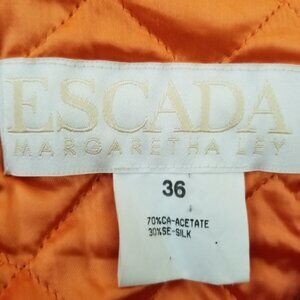 ESCADA
MARGARETHA LEY
36
70%CA-ACETATE
30%SE-SILK